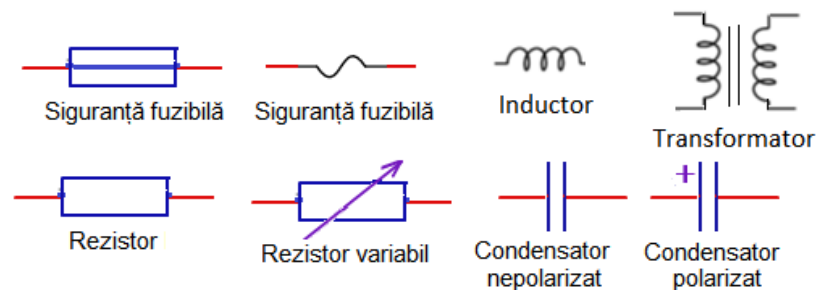 Siguranță fuzibilă
Siguranță fuzibilă
Inductor
Transformator
Rezistor
Rezistor variabil
Condensator
nepolarizat
+
Condensator
polarizat